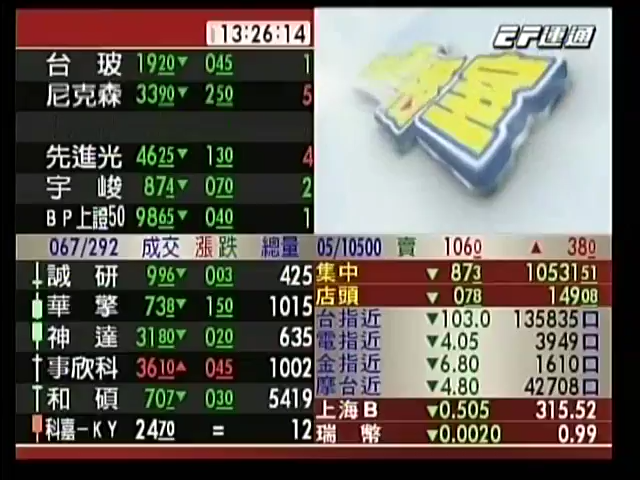 13:26:14
台玻 1920▼ 045 1
尼克森 3390▼ 250 5
先進光 4625▼ 130 4
宇峻 874▼ 070 2
BP上證50 9865▼ 040 1
067/292 成交 漲跌 總量
誠研 996▼ 003 425
華擎 738▼ 150 1015
神達 3180▼ 020 635
事欣科 3610▲ 045 1002
和碩 707▼ 030 5419
科嘉-KY 2470 = 12
運通
05/10500 賣 1060 ▲ 380
集中 ▼ 873 1053151
店頭 ▼ 078 14908
台指近 ▼103.0 135835口
電指近 ▼4.05 3949口
金指近 ▼6.80 1610口
摩台近 ▼4.80 42708口
上海B ▼0.505 315.52
瑞幣 ▼0.0020 0.99